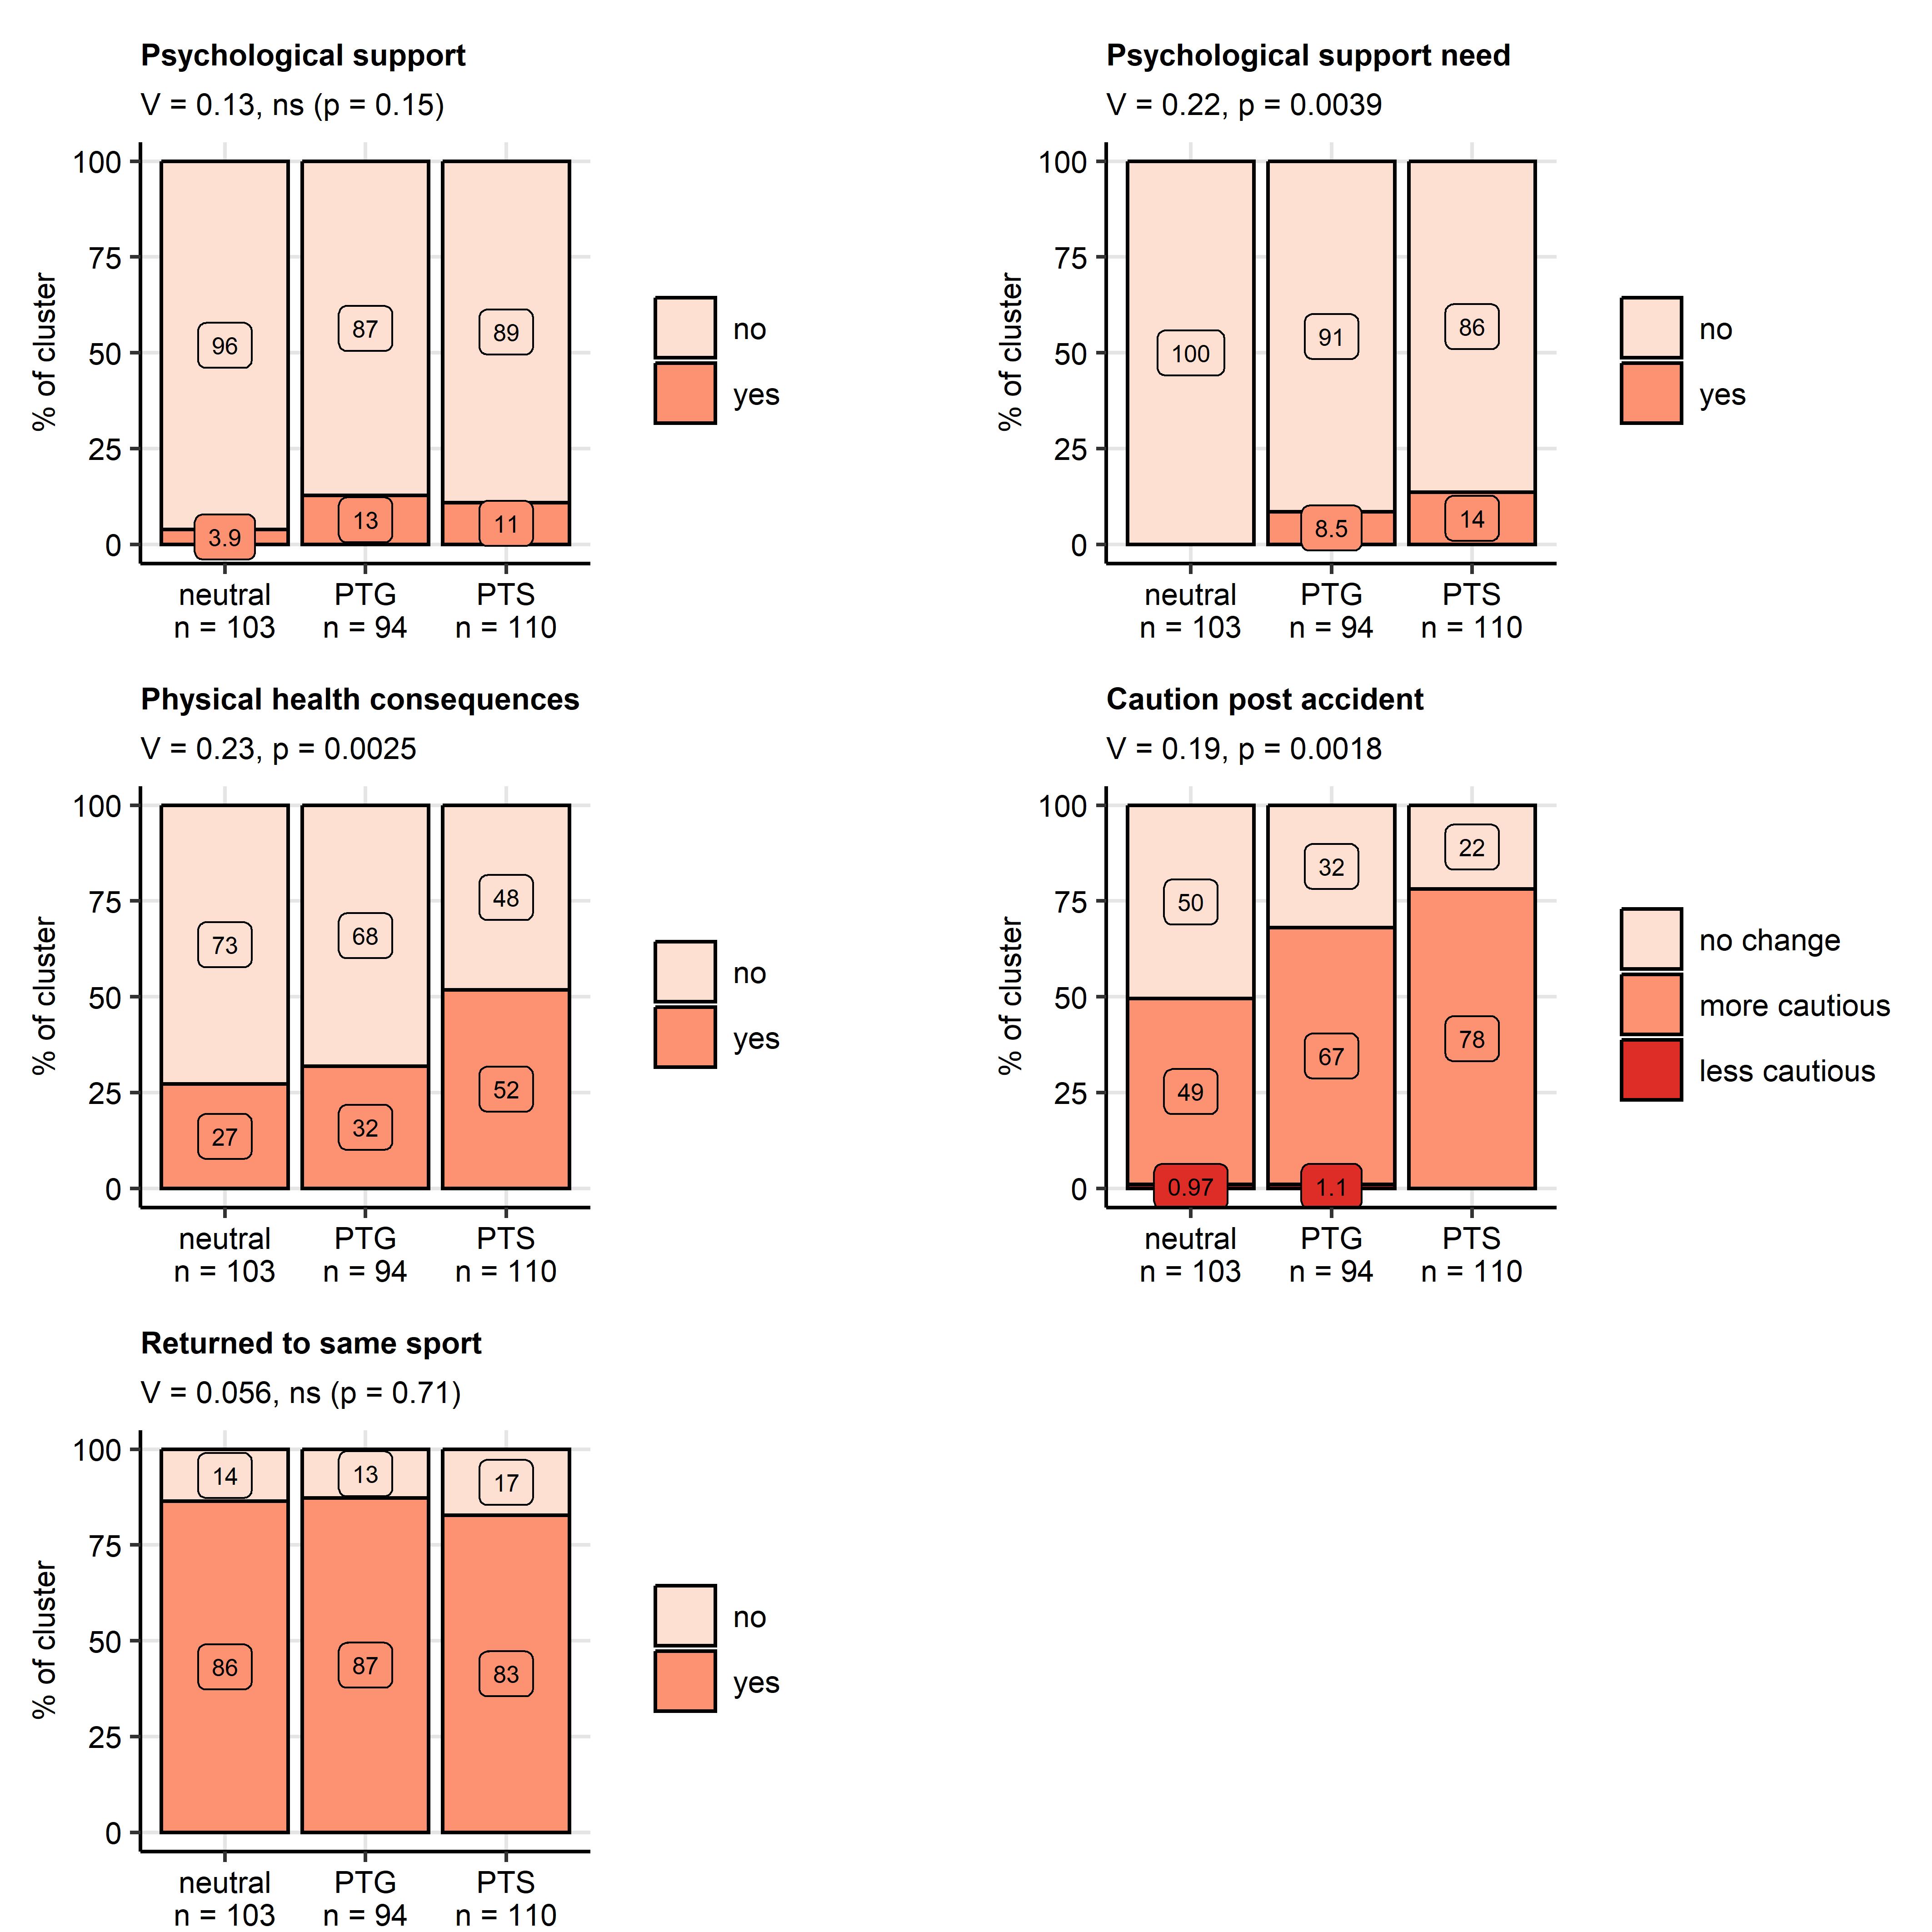 Psychological support
V = 0.13, ns (p = 0.15)
% of cluster
100
75
50
25
0
96
87
89
3.9
13
11
neutral
n = 103
PTG
n = 94
PTS
n = 110
no
yes
Psychological support need
V = 0.22, p = 0.0039
% of cluster
100
75
50
25
0
100
91
86
8.5
14
neutral
n = 103
PTG
n = 94
PTS
n = 110
no
yes
Physical health consequences
V = 0.23, p = 0.0025
% of cluster
100
75
50
25
0
73
68
48
27
32
52
neutral
n = 103
PTG
n = 94
PTS
n = 110
no
yes
Caution post accident
V = 0.19, p = 0.0018
% of cluster
100
75
50
25
0
50
32
22
49
67
78
0.97
1.1
neutral
n = 103
PTG
n = 94
PTS
n = 110
no change
more cautious
less cautious
Returned to same sport
V = 0.056, ns (p = 0.71)
% of cluster
100
75
50
25
0
14
13
17
86
87
83
neutral
n = 103
PTG
n = 94
PTS
n = 110
no
yes